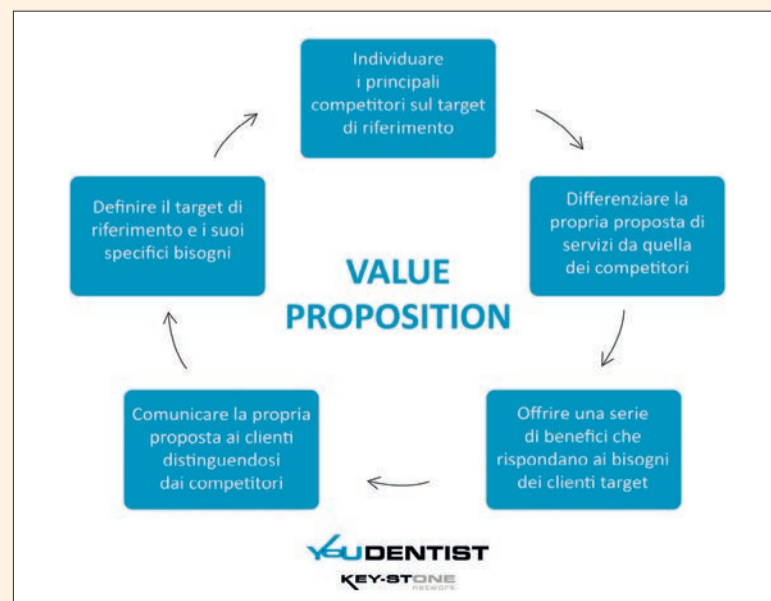 Individuare
i principali
competitori sul target
di riferimento
Differenziare la
propria proposta di
servizi da quella
dei competitori
Offrire una serie
di benefici che
rispondano ai bisogni
dei clienti target
Comunicare la propria
proposta ai clienti
distinguendosi
dai competitori
Definire il target di
riferimento e i suoi
specifici bisogni
VALUE
PROPOSITION
YOUDENTIST
KEY-STONE
network